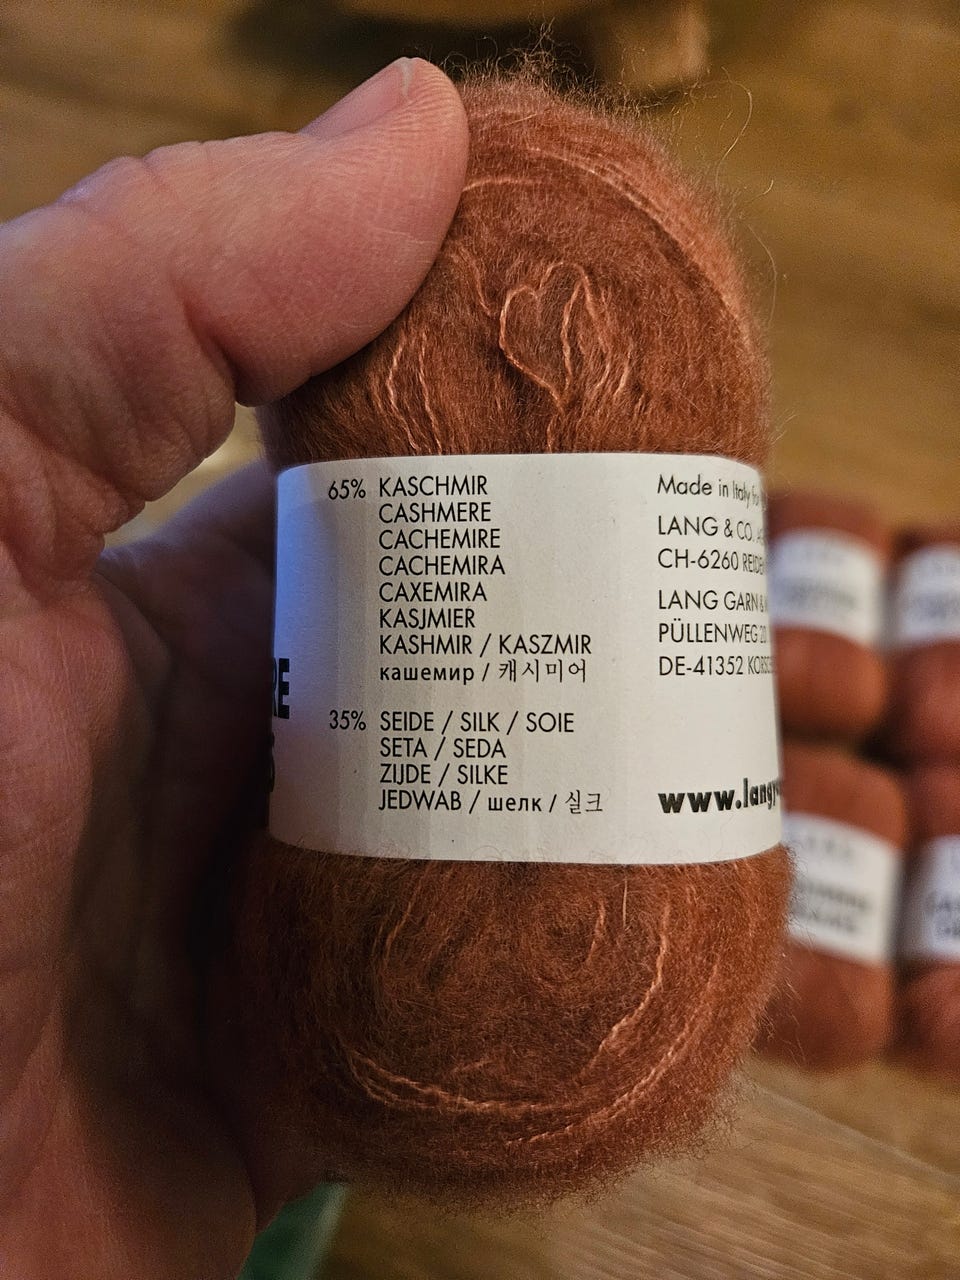 65% KASCHMIR
CASHMERE
CACHEMIRE
CACHEMIRA
CAXEMIRA
KASJMIER
KASHMIR / KASZMIR
кашемир / 캐시미어
35% SEIDE / SILK / SOIE
SETA / SEDA
ZIJDE / SILKE
JEDWAB / шелк / 실크
Made in Italy
LANG & CO.
CH-6260
LANG GARN &
PÜLLENWEG 20
DE-41352